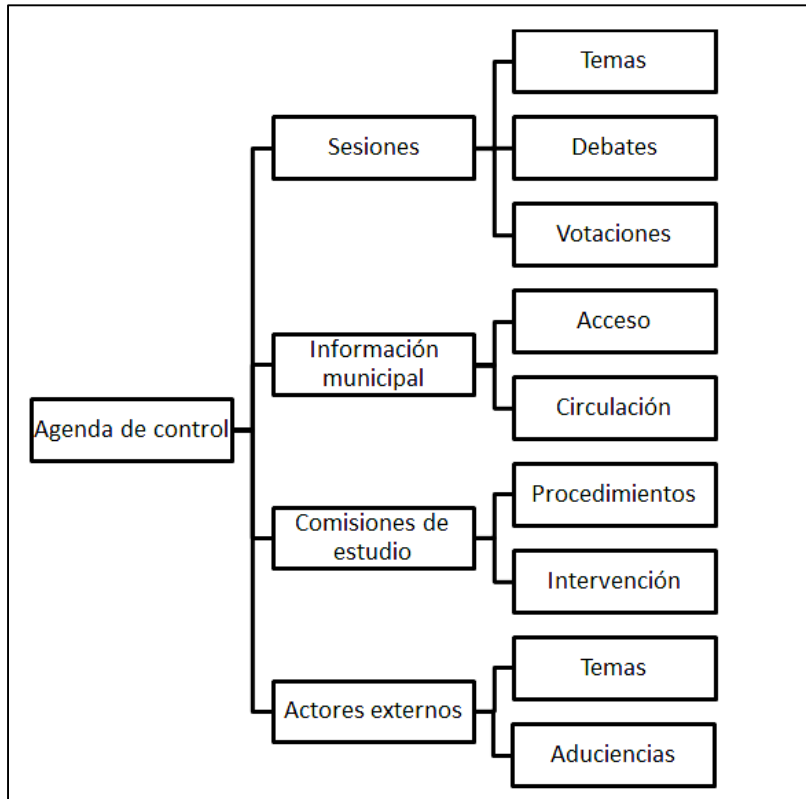 Agenda de control
Sesiones
Temas
Debates
Votaciones
Información
municipal
Acceso
Circulación
Comisiones de
estudio
Procedimientos
Intervención
Actores externos
Temas
Aduciencias